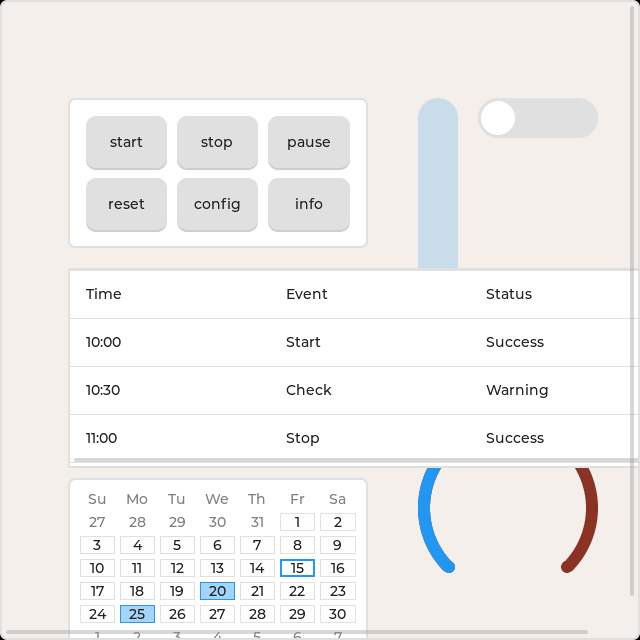 start stop pause
reset config info
Time Event Status
10:00 Start Success
10:30 Check Warning
11:00 Stop Success
Su Mo Tu We Th Fr Sa
27 28 29 30 31 1 2
3 4 5 6 7 8 9
10 11 12 13 14 15 16
17 18 19 20 21 22 23
24 25 26 27 28 29 30
1 2 3 4 5 6 7